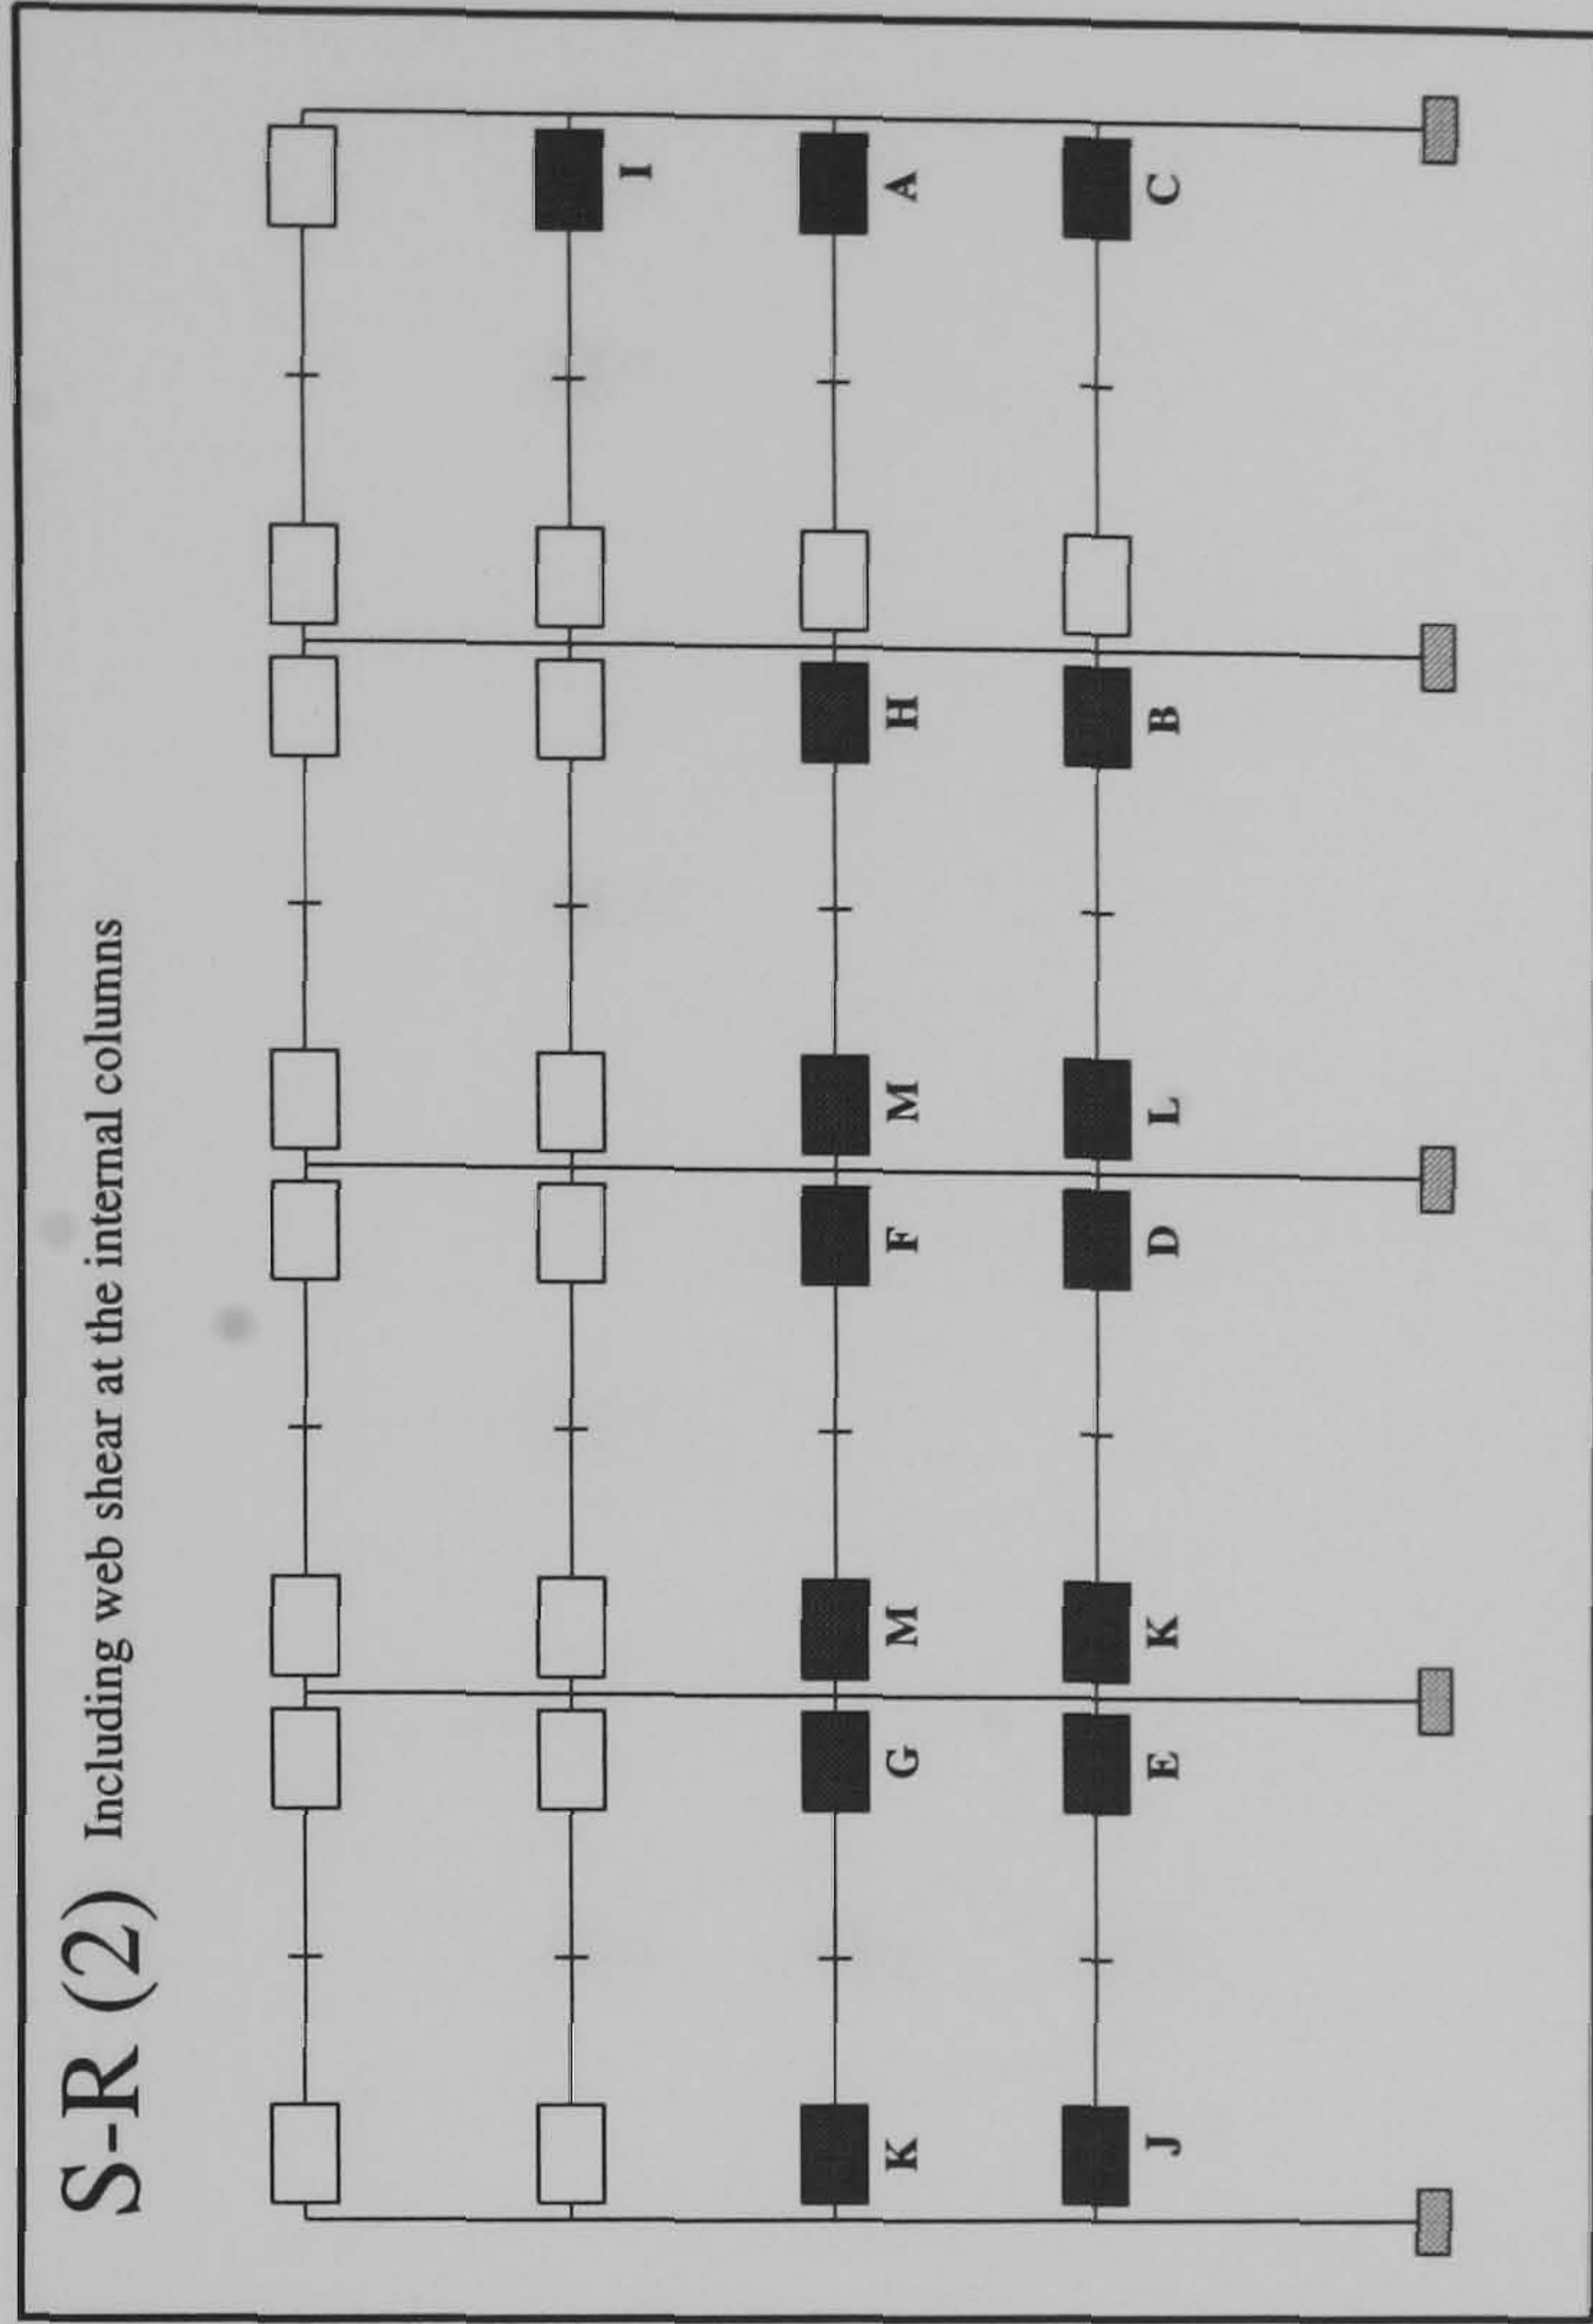 S-R (2) Including web shear at the internal columns
I
K G M F M H A
J E K D L B C